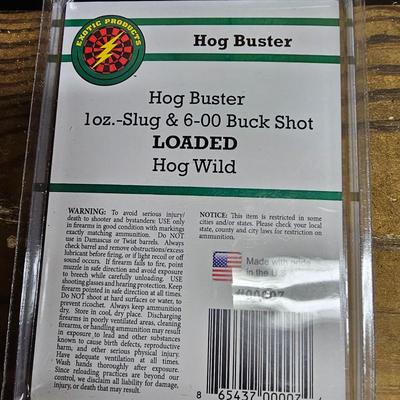 EXOTIC PRODUCTS
Hog Buster
Hog Buster
1oz.-Slug & 6-00 Buck Shot
LOADED
Hog Wild
WARNING: To avoid serious injury/
death to shooter and bystanders: USE only
in firearms in good condition with markings
exactly matching ammunition. Do NOT
use in Damascus or Twist barrels. Always
check barrel and remove obstructions/excess
lubricant before firing, or if light recoil or off
sound occurs. If firearm fails to fire, point
muzzle in safe direction and avoid exposure
to breech while carefully unloading. USE
shooting glasses and hearing protection. Keep
firearm pointed in safe direction at all times.
Do NOT shoot at hard surfaces or water, to
prevent ricochet. Always keep ammunition
dry. Store in cool, dry place. Discharging
firearms in poorly ventilated areas, cleaning
firearms, or handling ammunition may result
in exposure to lead and other substances
known to cause birth defects, reproductive
harm, and other serious physical injury.
Have adequate ventilation at all times.
Wash hands thoroughly after exposure.
Since reloading practices are beyond our
control, we disclaim all liability for damage,
injury, or death that may result.
NOTICE: This item is restricted in some
cities and/or states. Please check your local
state, county and city laws for restriction on
ammunition.
Made with pride
in the U.S.
8 65437 00007 4